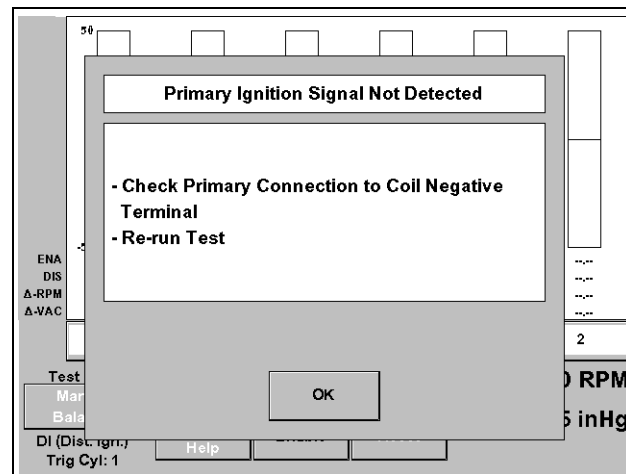 50
Primary Ignition Signal Not Detected
- Check Primary Connection to Coil Negative
Terminal
- Re-run Test
ENA --.--
DIS --.--
Δ-RPM --.--
Δ-VAC --.--
2
Test
RPM
inHg
OK
DI (Dist. Ign.)
Trig Cyl: 1
Help